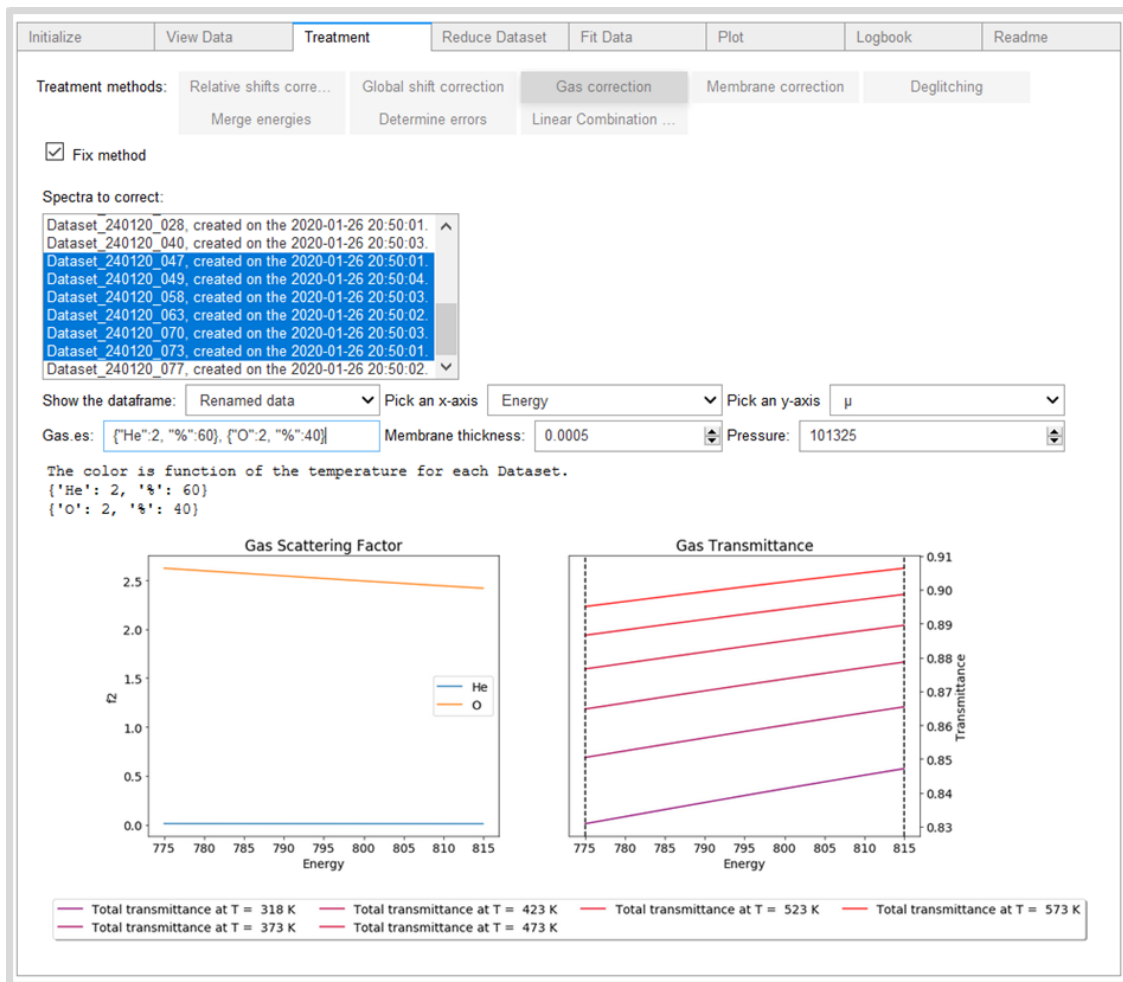 Initialize View Data Treatment Reduce Dataset Fit Data Plot Logbook Readme
Treatment methods: Relative shifts corre... Global shift correction Gas correction Membrane correction Deglitching
Merge energies Determine errors Linear Combination ...
Fix method
Spectra to correct:
Dataset_240120_028, created on the 2020-01-26 20:50:01.
Dataset_240120_040, created on the 2020-01-26 20:50:03.
Dataset_240120_047, created on the 2020-01-26 20:50:01.
Dataset_240120_049, created on the 2020-01-26 20:50:04.
Dataset_240120_058, created on the 2020-01-26 20:50:03.
Dataset_240120_063, created on the 2020-01-26 20:50:02.
Dataset_240120_070, created on the 2020-01-26 20:50:03.
Dataset_240120_073, created on the 2020-01-26 20:50:01.
Dataset_240120_077, created on the 2020-01-26 20:50:02.
Show the dataframe: Renamed data Pick an x-axis Energy Pick an y-axis μ
Gas.es: {"He":2, "%":60}, {"O":2, "%":40} Membrane thickness: 0.0005 Pressure: 101325
The color is function of the temperature for each Dataset.
{'He': 2, '%': 60}
{'O': 2, '%': 40}
Gas Scattering Factor
2.5
2.0
1.5
1.0
0.5
0.0
f2
He
O
775 780 785 790 795 800 805 810 815
Energy
Gas Transmittance
0.91
0.90
0.89
0.88
0.87
0.86
0.85
0.84
0.83
Transmittance
775 780 785 790 795 800 805 810 815
Energy
Total transmittance at T = 318 K Total transmittance at T = 423 K Total transmittance at T = 523 K Total transmittance at T = 573 K
Total transmittance at T = 373 K Total transmittance at T = 473 K